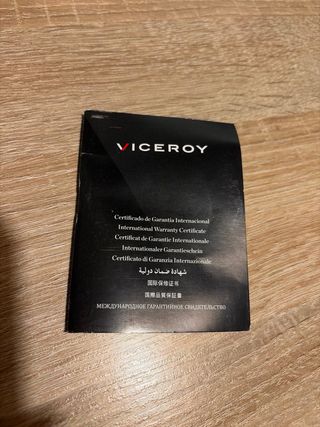 VICEROY
Certificado de Garantía Internacional
International Warranty Certificate
Certificat de Garantie Internationale
Internationaler Garantieschein
Certificato di Garanzia Internazionale
شهادة ضمان دولية
国际保修证书
國際品質保証書
МЕЖДУНАРОДНОЕ ГАРАНТИЙНОЕ СВИДЕТЕЛЬСТВО